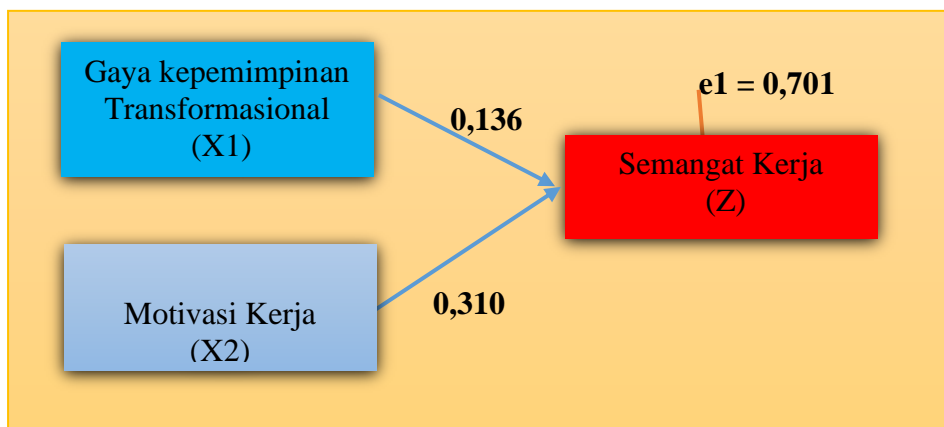 Gaya kepemimpinan
Transformasional
(X1)
0,136
e1 = 0,701
Semangat Kerja
(Z)
Motivasi Kerja
(X2)
0,310